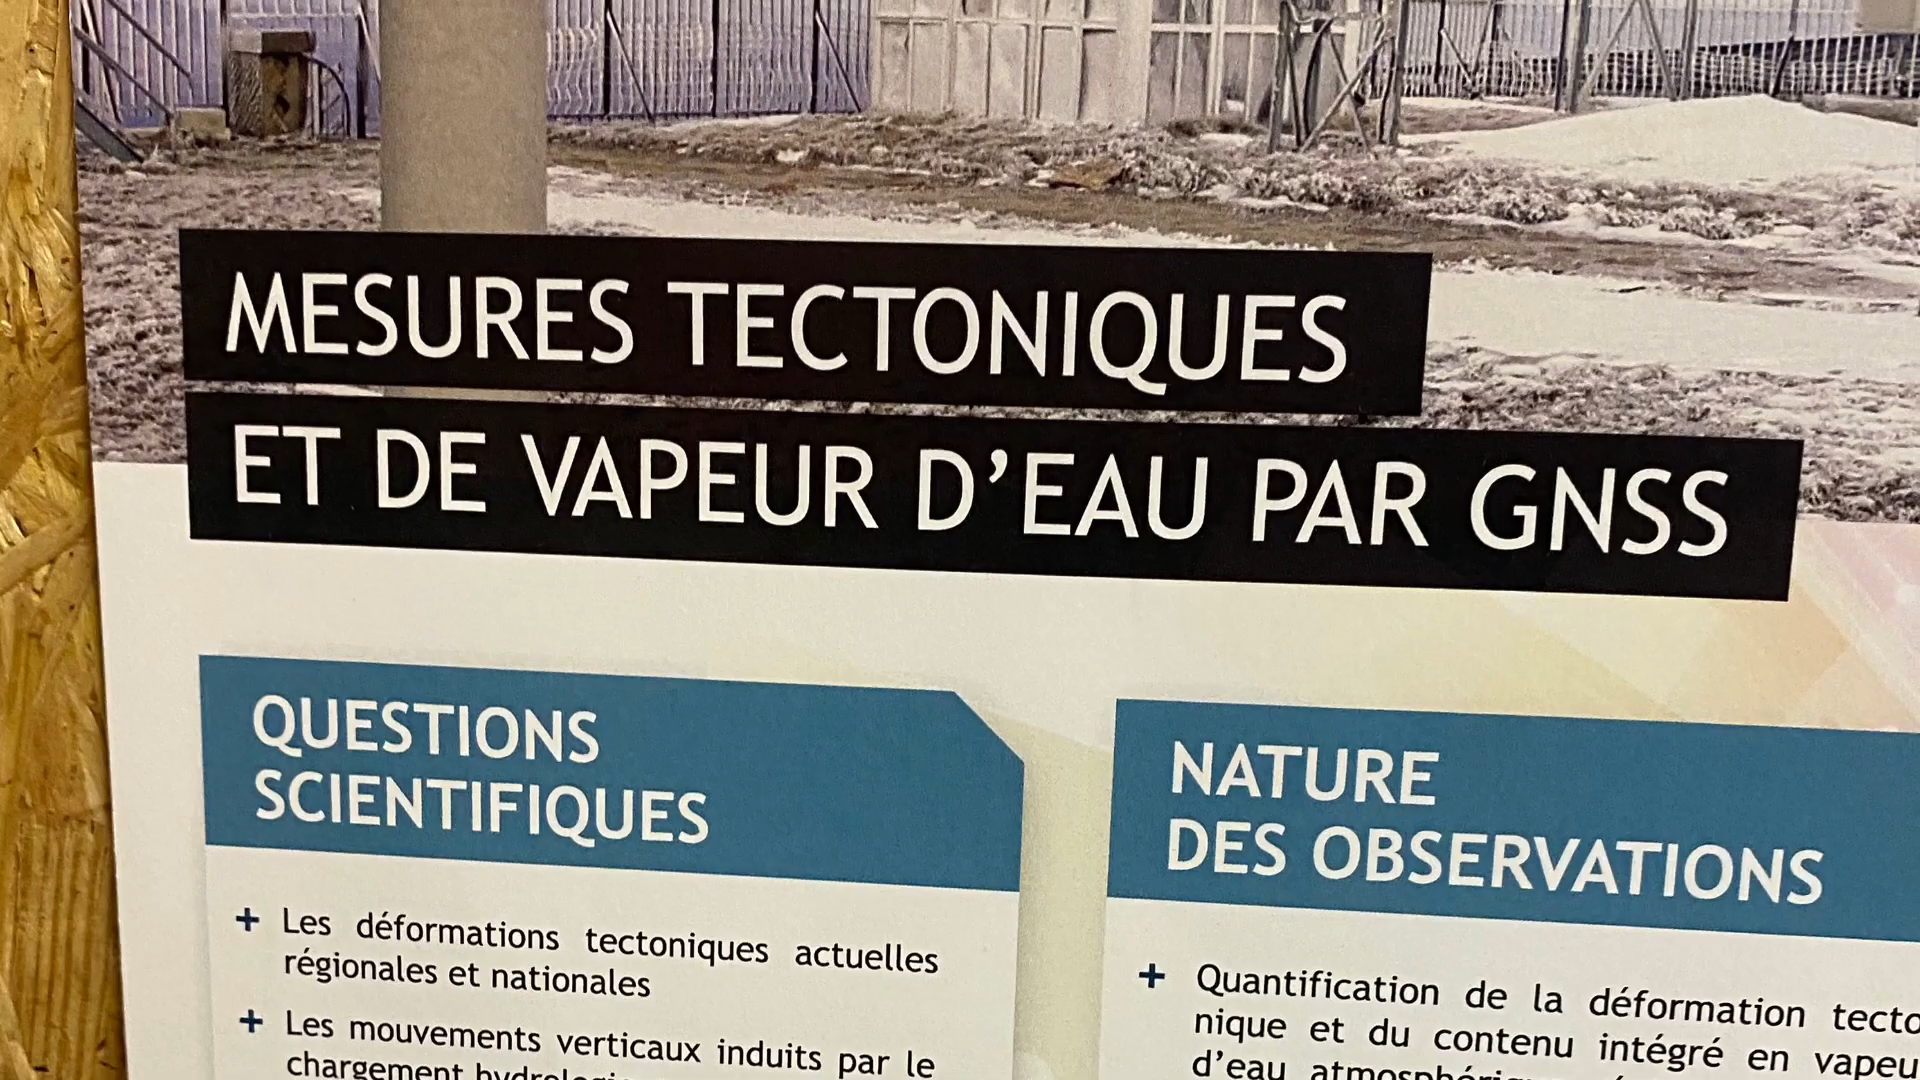 MESURES TECTONIQUES
ET DE VAPEUR D'EAU PAR GNSS
QUESTIONS
SCIENTIFIQUES
+ Les déformations tectoniques actuelles
régionales et nationales
+ Les mouvements verticaux induits par le
chargement
NATURE
DES OBSERVATIONS
+ Quantification de la déformation tecto
nique et du contenu intégré en vapeu
d'eau